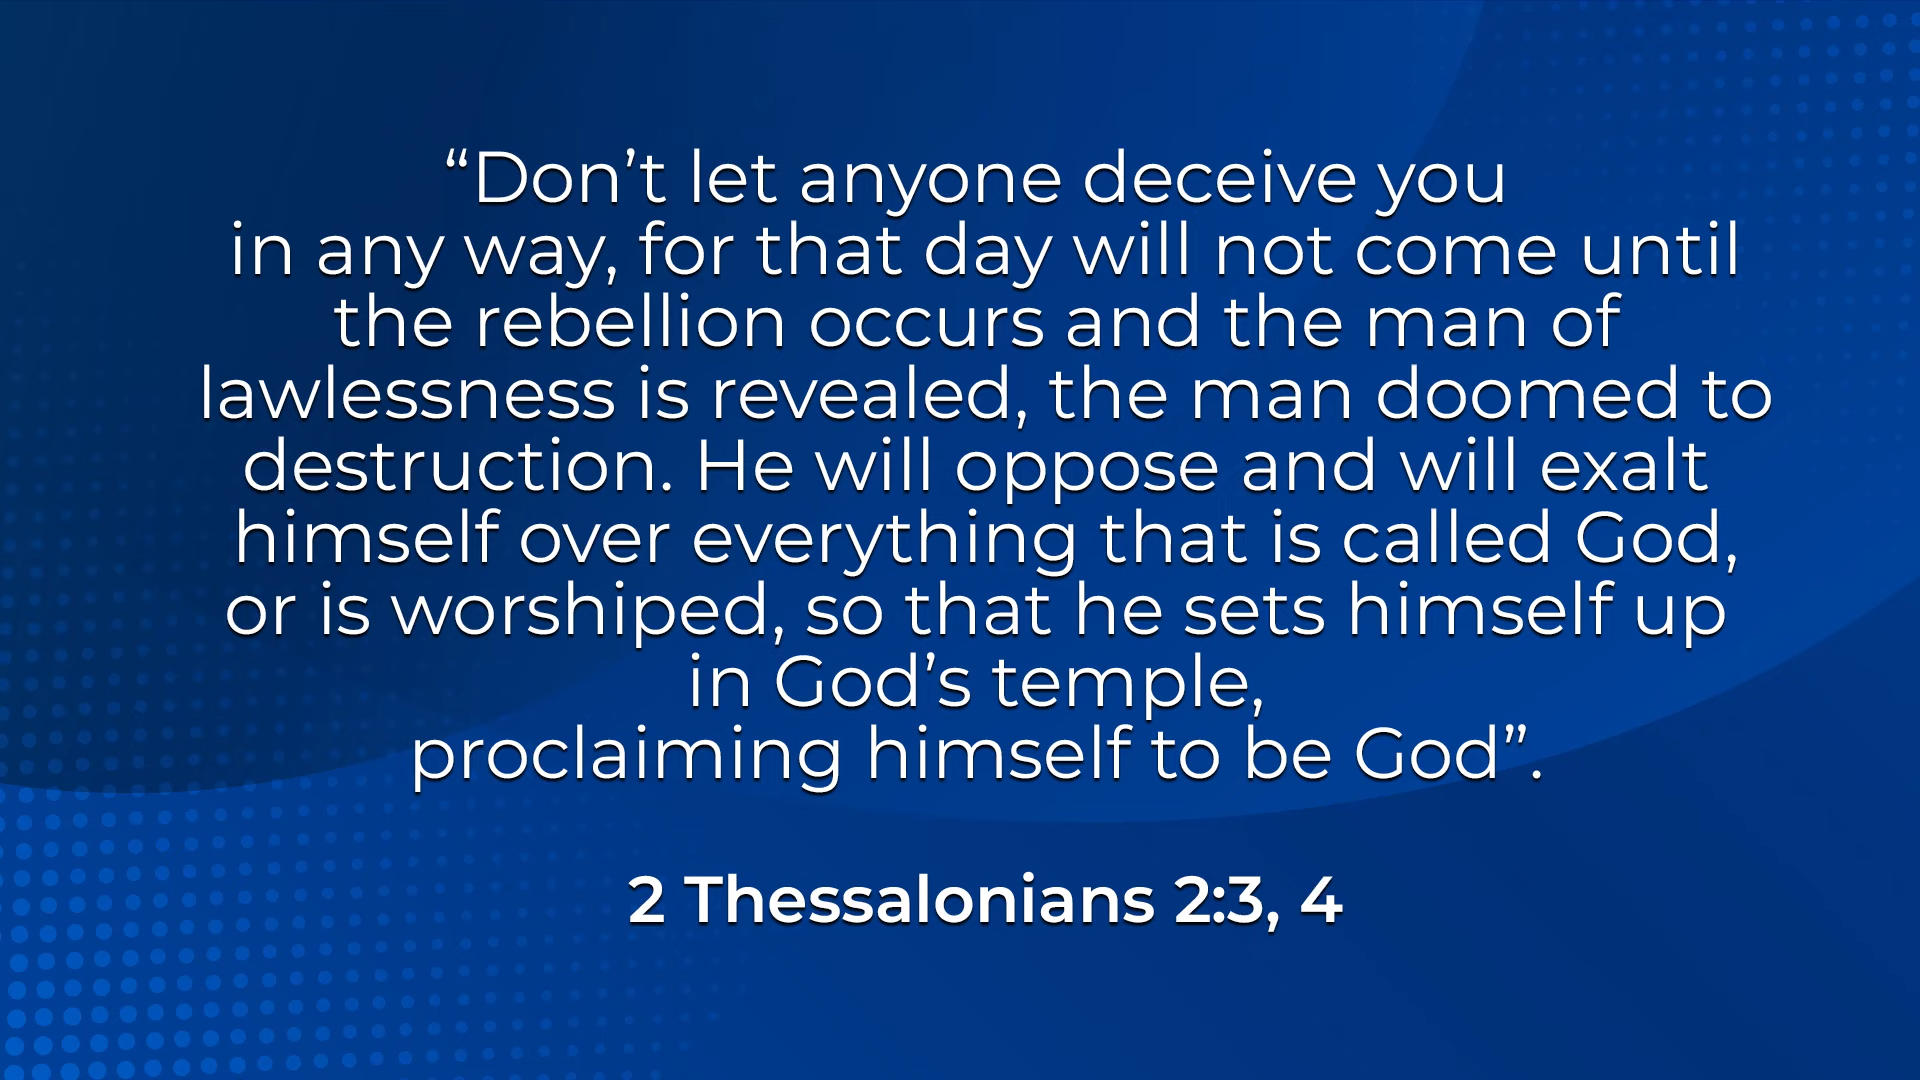 “Don’t let anyone deceive you
in any way, for that day will not come until
the rebellion occurs and the man of
lawlessness is revealed, the man doomed to
destruction. He will oppose and will exalt
himself over everything that is called God,
or is worshiped, so that he sets himself up
in God’s temple,
proclaiming himself to be God”.
2 Thessalonians 2:3, 4